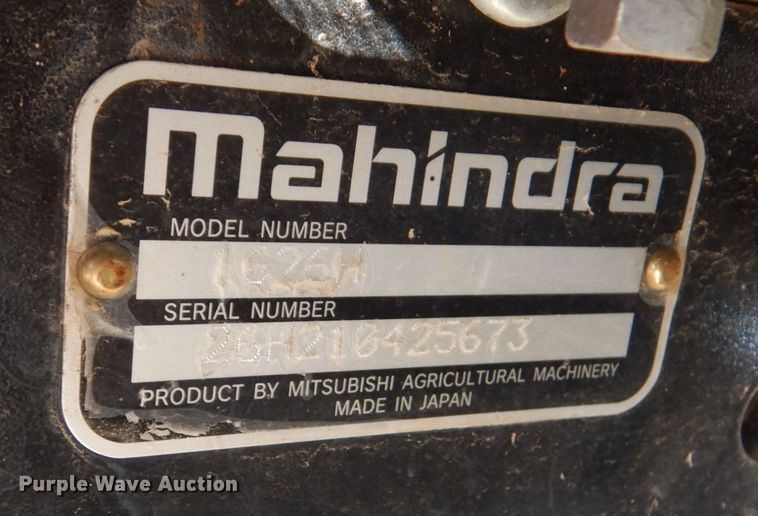 mahindra
MODEL NUMBER
1626H
SERIAL NUMBER
26H210425673
PRODUCT BY MITSUBISHI AGRICULTURAL MACHINERY
MADE IN JAPAN
Purple Wave Auction